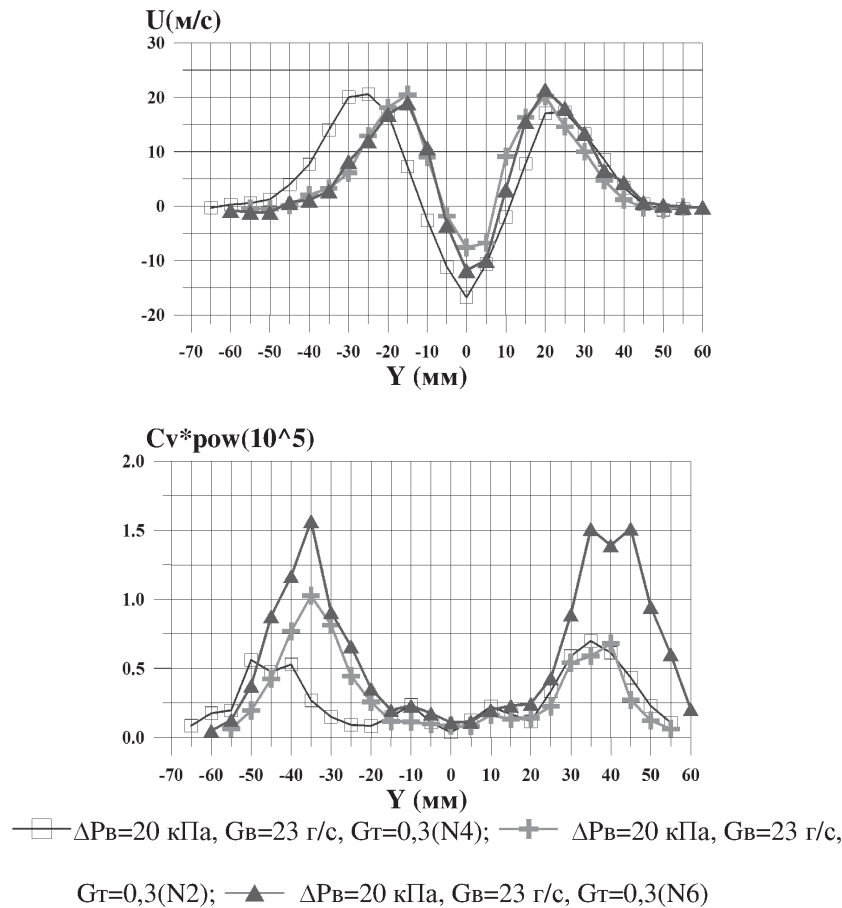 U(м/с)
30
20
10
0
-10
-20
-70 -60 -50 -40 -30 -20 -10 0 10 20 30 40 50 60
Y (мм)
Cv*pow(10^5)
2.0
1.5
1.0
0.5
0.0
-70 -60 -50 -40 -30 -20 -10 0 10 20 30 40 50 60
Y (мм)
ΔPв=20 кПа, Gв=23 г/с, Gт=0,3(N4); ΔPв=20 кПа, Gв=23 г/с,
Gт=0,3(N2); ΔPв=20 кПа, Gв=23 г/с, Gт=0,3(N6)